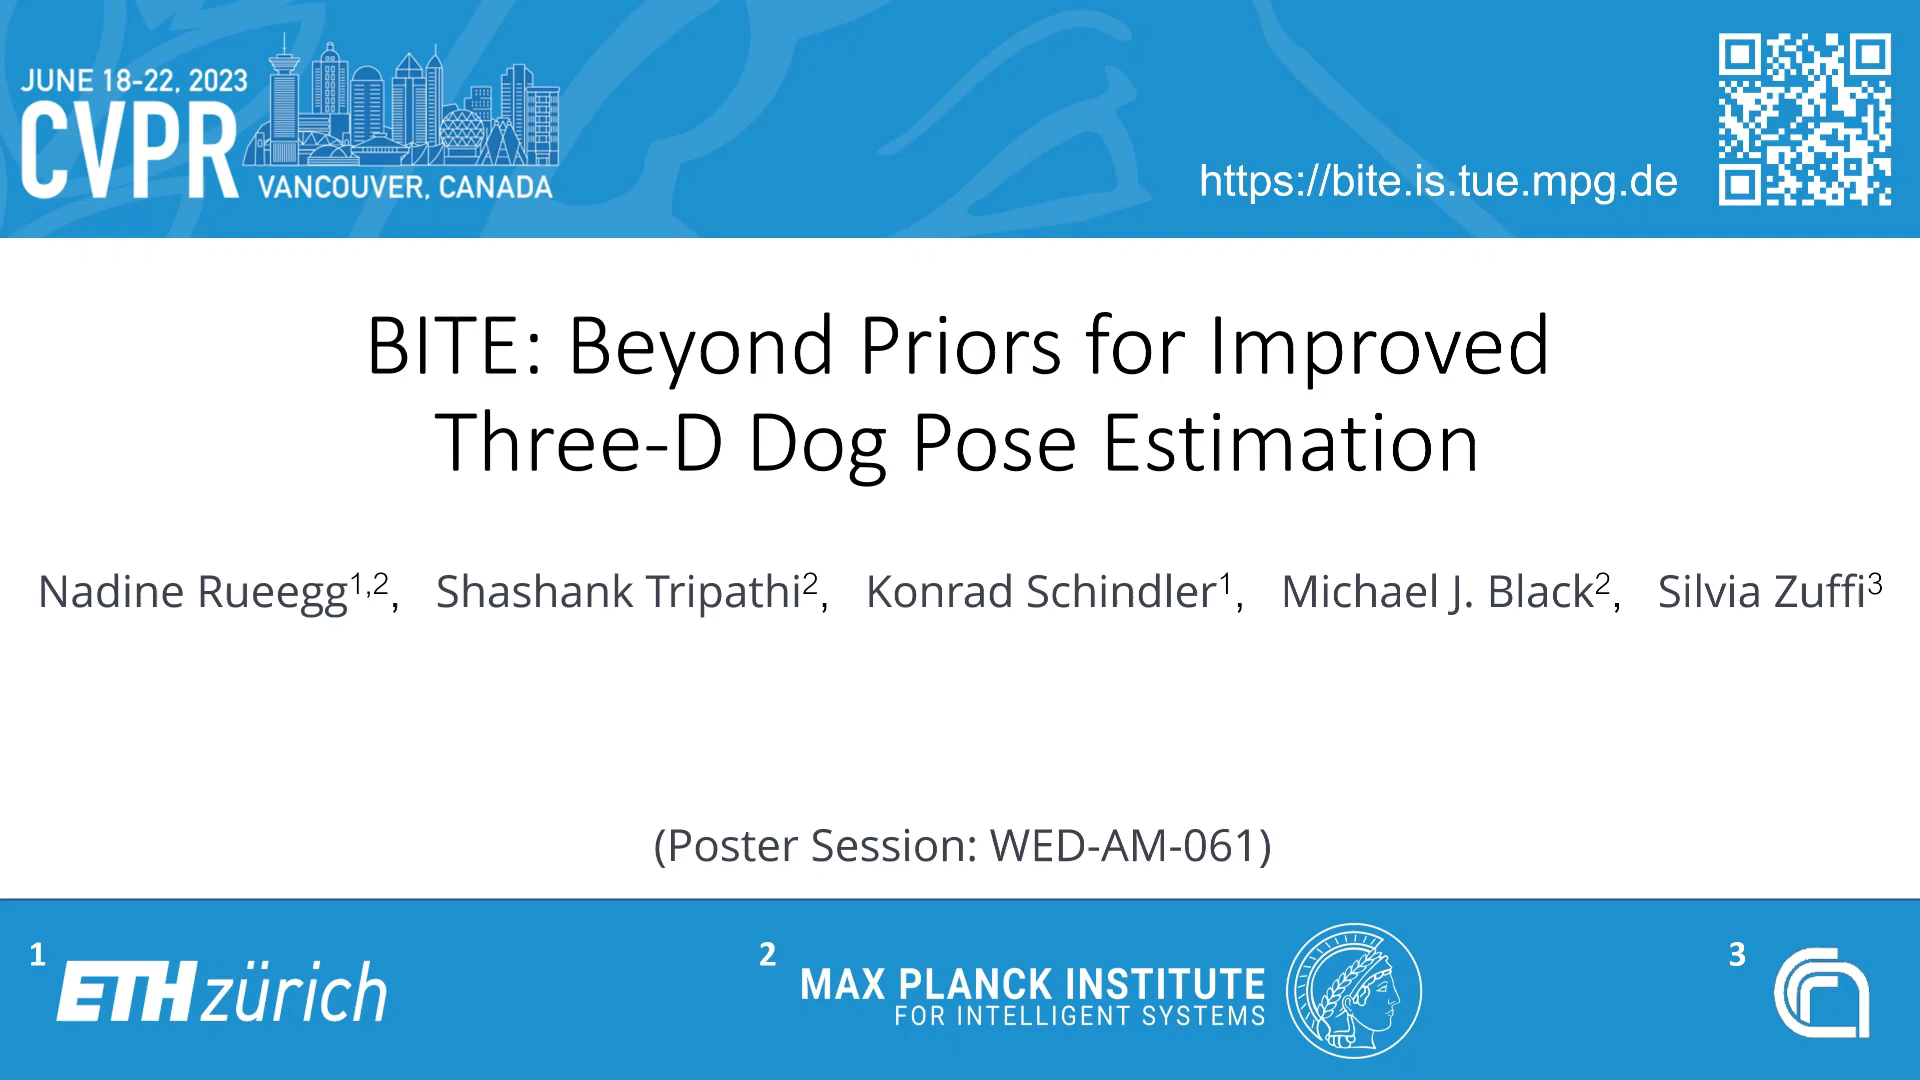 JUNE 18-22, 2023
CVPR
VANCOUVER, CANADA
https://bite.is.tue.mpg.de
BITE: Beyond Priors for Improved
Three-D Dog Pose Estimation
Nadine Rueegg1,2, Shashank Tripathi2, Konrad Schindler1, Michael J. Black2, Silvia Zuffi3
(Poster Session: WED-AM-061)
1 ETH zürich
2 MAX PLANCK INSTITUTE
FOR INTELLIGENT SYSTEMS
3